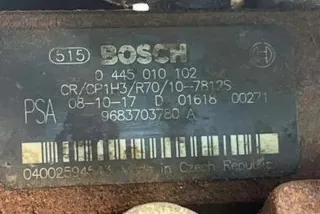 515 BOSCH
0 445 010 102
CR/CP1H3/R70/10-7812S
PSA 08-10-17 D 01618 00271
9683703780 A
Made in Czech Republic